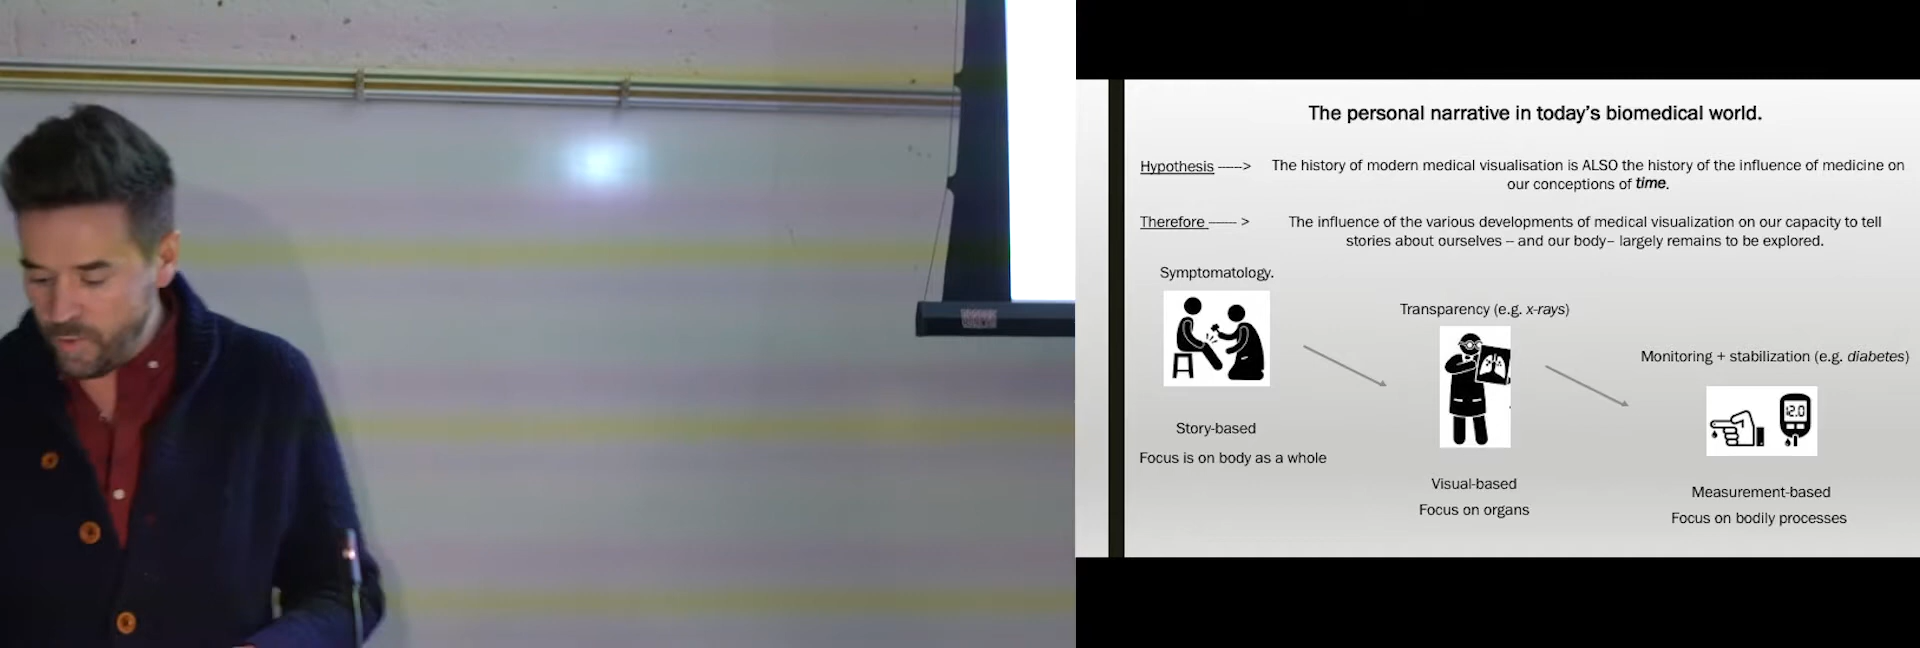 The personal narrative in today's biomedical world.
Hypothesis -----> The history of modern medical visualisation is ALSO the history of the influence of medicine on
our conceptions of time.
Therefore ----- > The influence of the various developments of medical visualization on our capacity to tell
stories about ourselves – and our body– largely remains to be explored.
Symptomatology.
Transparency (e.g. x-rays)
Monitoring + stabilization (e.g. diabetes)
12.0
Story-based
Focus is on body as a whole
Visual-based
Focus on organs
Measurement-based
Focus on bodily processes